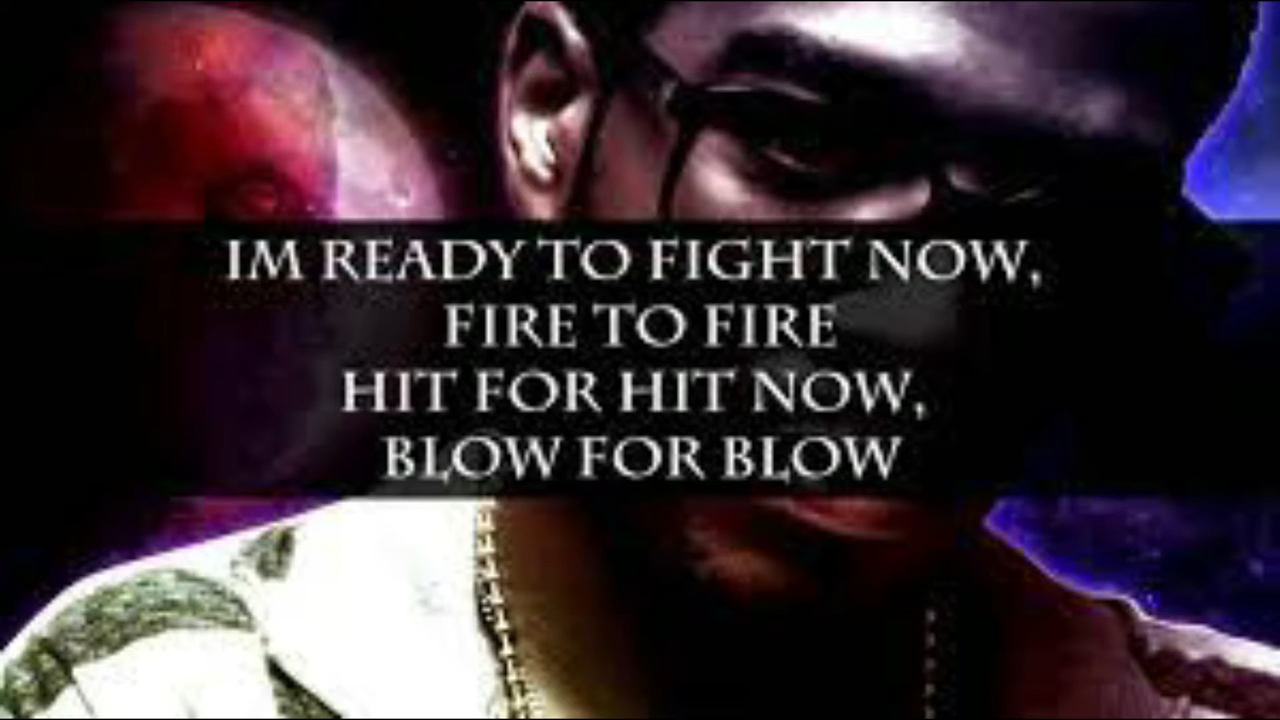 IM READY TO FIGHT NOW,
FIRE TO FIRE
HIT FOR HIT NOW,
BLOW FOR BLOW